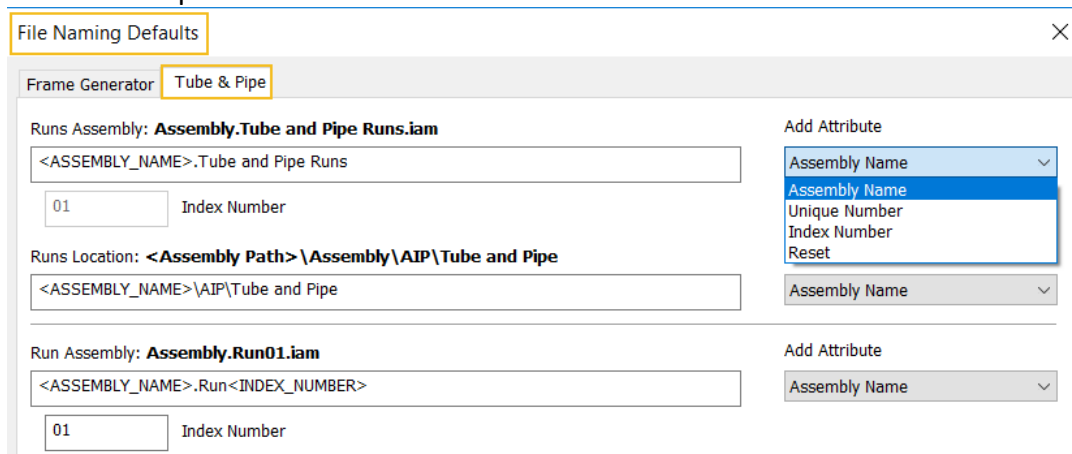 File Naming Defaults
Frame Generator Tube & Pipe
Runs Assembly: Assembly.Tube and Pipe Runs.iam
Add Attribute
<ASSEMBLY_NAME>.Tube and Pipe Runs
Assembly Name
Assembly Name
Unique Number
Index Number
Reset
01 Index Number
Runs Location: <Assembly Path>\Assembly\AIP\Tube and Pipe
<ASSEMBLY_NAME>\AIP\Tube and Pipe
Assembly Name
Run Assembly: Assembly.Run01.iam
Add Attribute
<ASSEMBLY_NAME>.Run<INDEX_NUMBER>
Assembly Name
01 Index Number